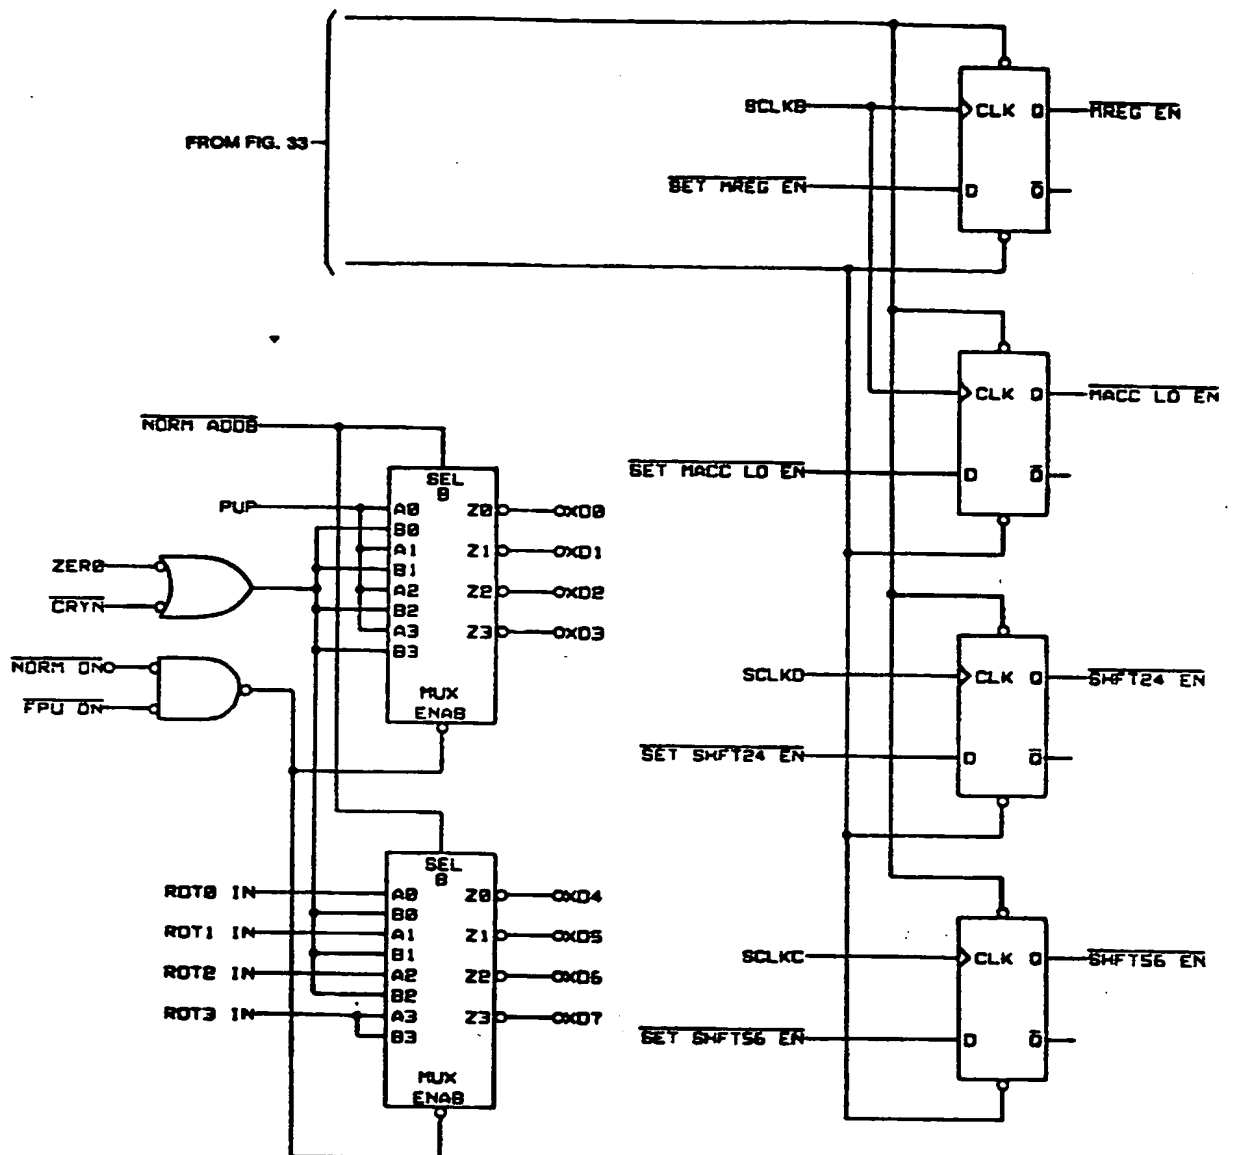 FROM FIG. 33
SCLKB
CLK Q
MREG EN
SET MREG EN
D Q
CLK Q
MACC LO EN
SET MACC LO EN
D Q
SCLKD
CLK Q
SHFT24 EN
SET SHFT24 EN
D Q
SCLKC
CLK Q
SHFT56 EN
SET SHFT56 EN
D Q
NORM ADDB
SEL
B
PUP
A0 Z0 OXD0
B0
A1 Z1 OXD1
B1
A2 Z2 OXD2
B2
A3 Z3 OXD3
B3
MUX
ENAB
ZERO
CRYN
NORM ON
FPU ON
SEL
B
ROT0 IN A0 Z0 OXD4
B0
ROT1 IN A1 Z1 OXD5
B1
ROT2 IN A2 Z2 OXD6
B2
ROT3 IN A3 Z3 OXD7
B3
MUX
ENAB